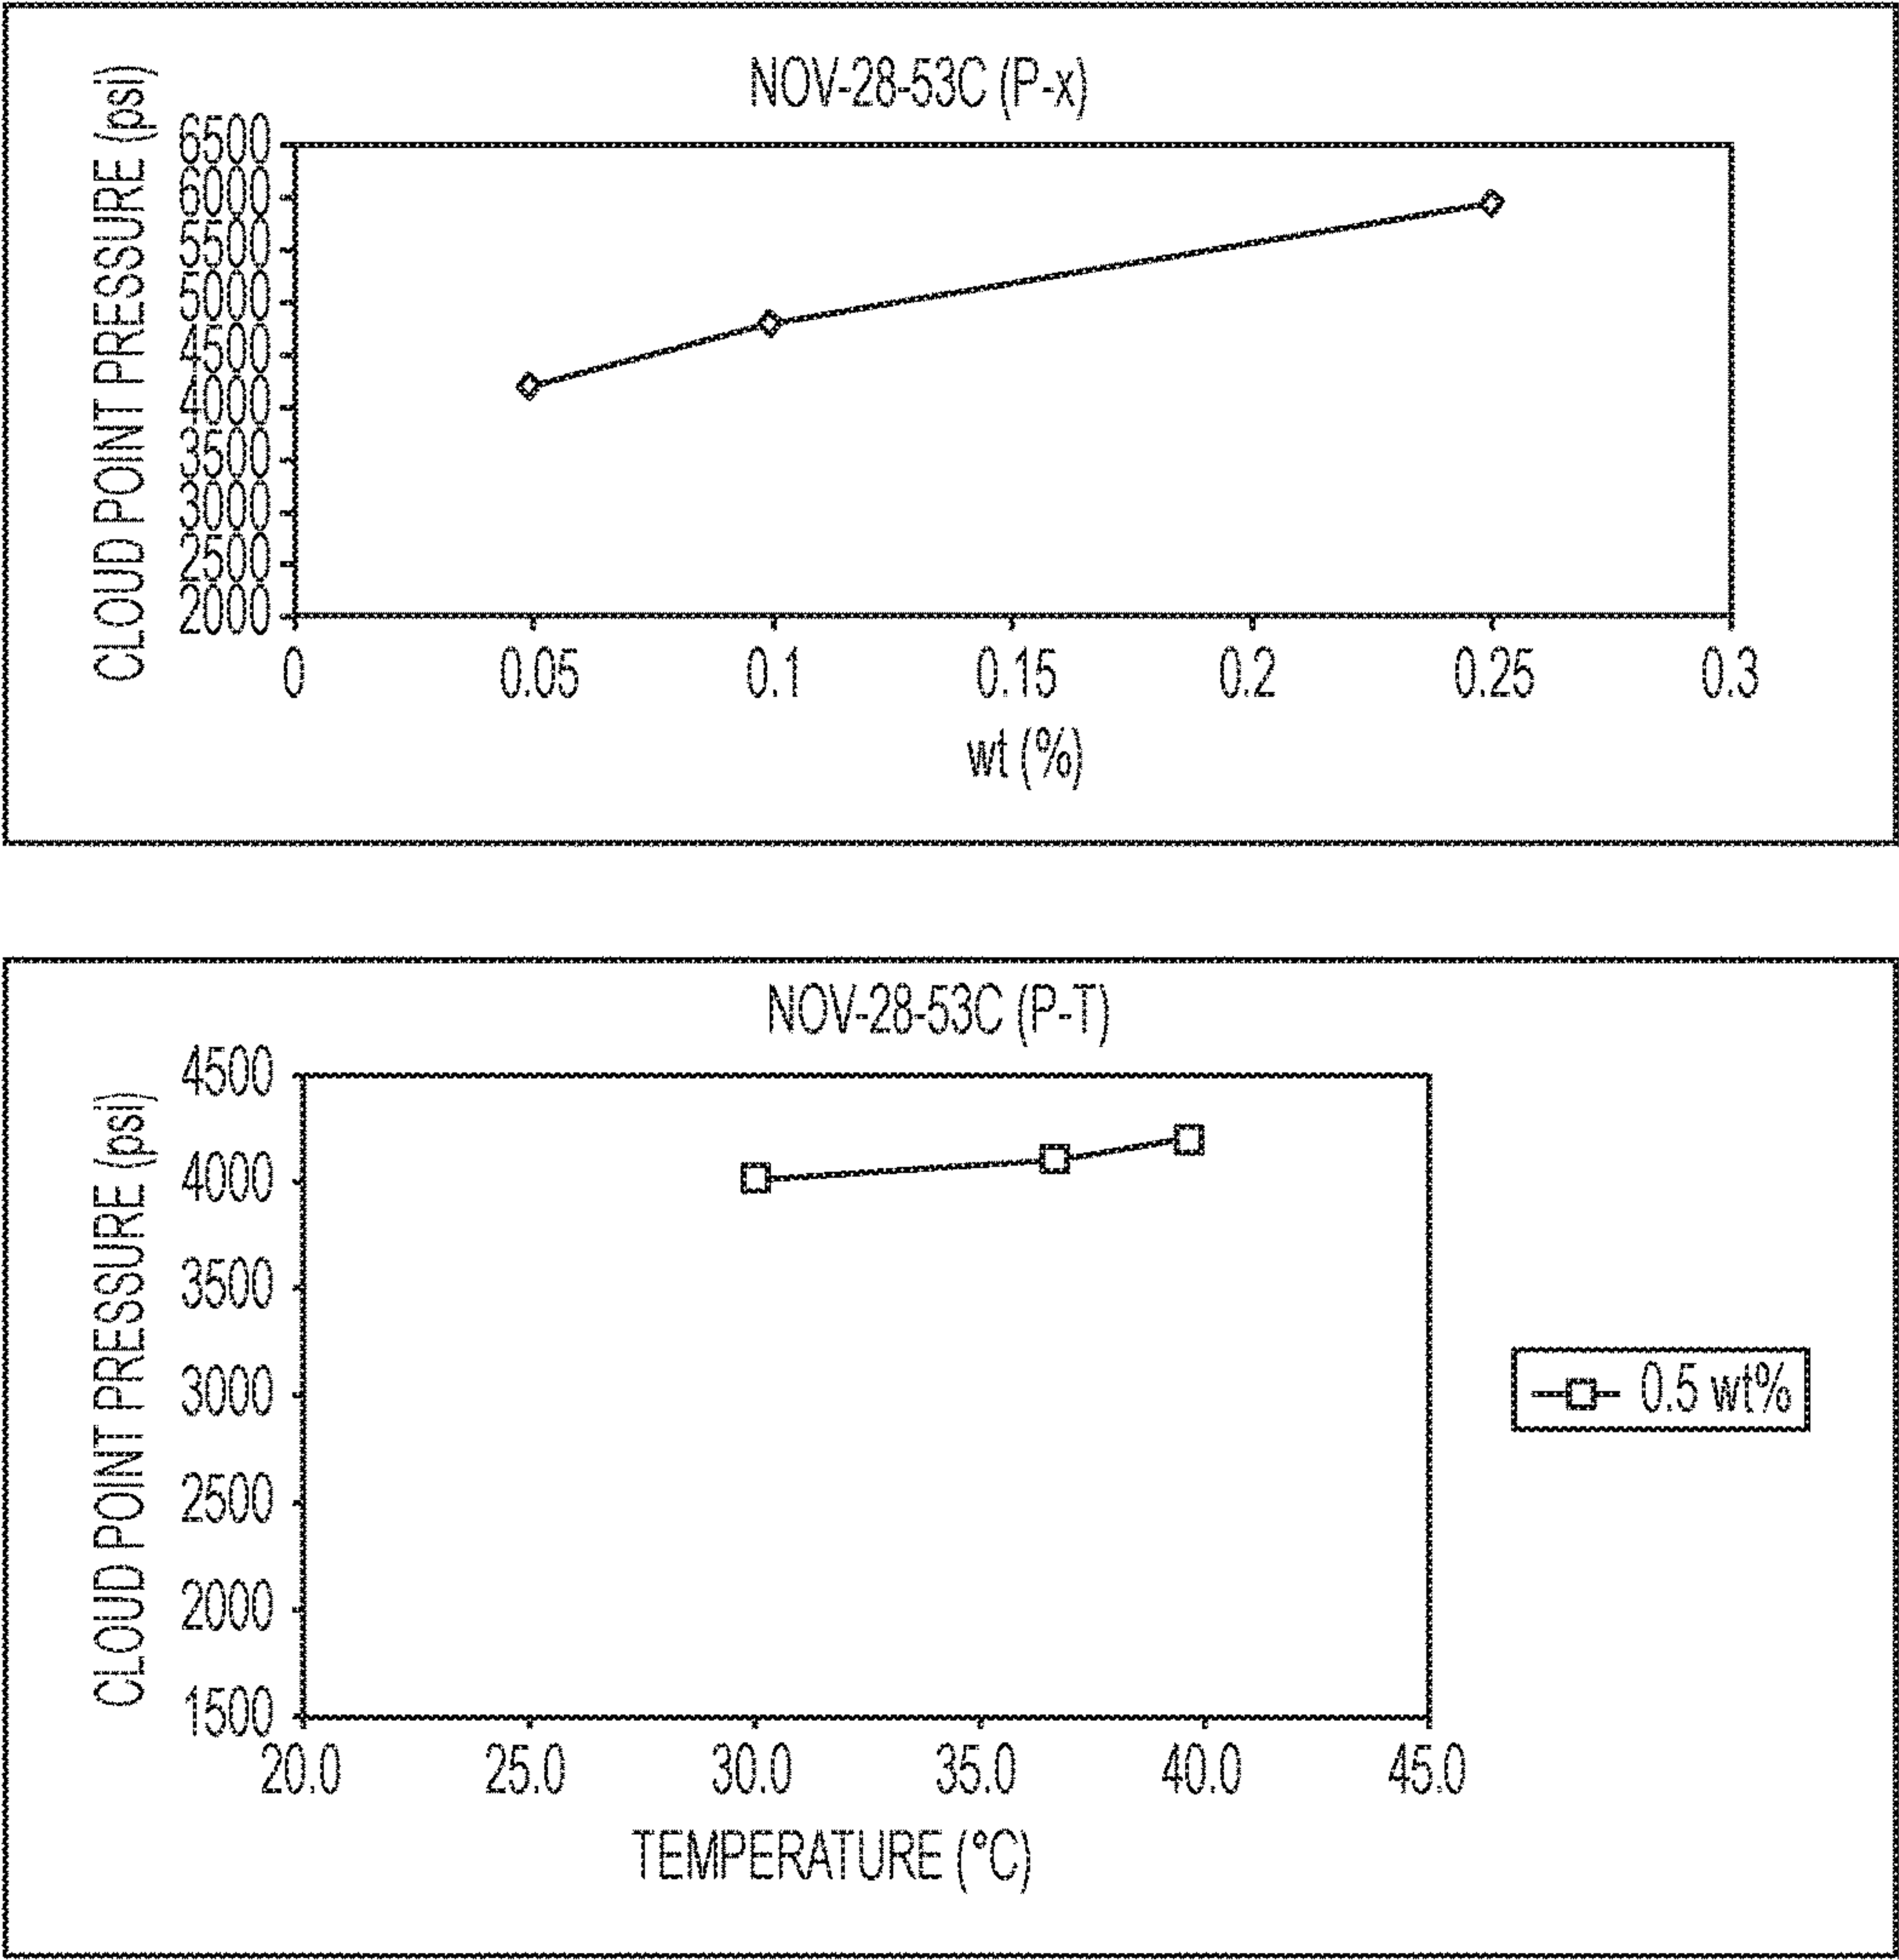 NOV-28-53C (P-x)
CLOUD POINT PRESSURE (psi)
6500
6000
5500
5000
4500
4000
3500
3000
2500
2000
0 0.05 0.1 0.15 0.2 0.25 0.3
wt (%)
NOV-28-53C (P-T)
CLOUD POINT PRESSURE (psi)
4500
4000
3500
3000
2500
2000
1500
20.0 25.0 30.0 35.0 40.0 45.0
TEMPERATURE (°C)
0.5 wt%